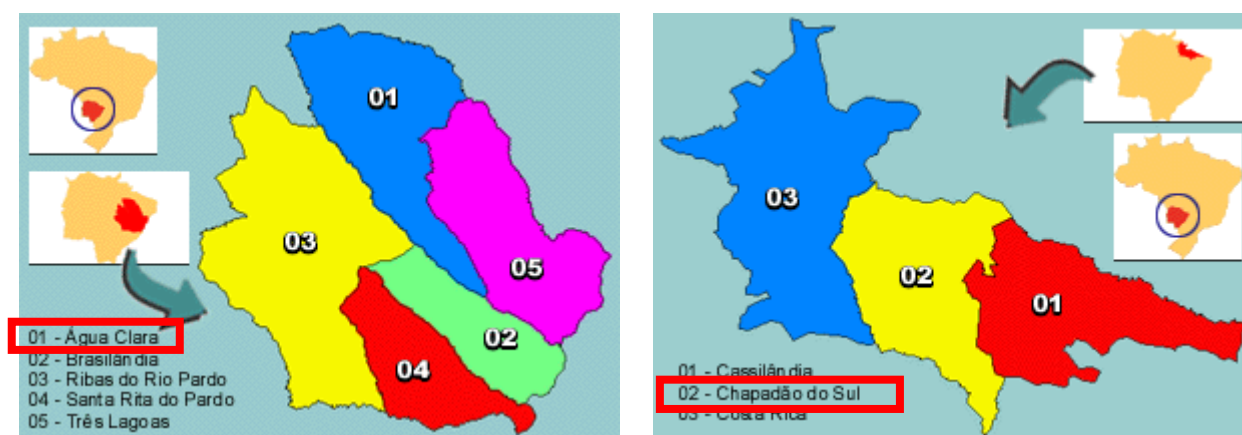 01
03
05
02
04
01 - Água Clara
02 - Brasilândia
03 - Ribas do Rio Pardo
04 - Santa Rita do Pardo
05 - Três Lagoas
03
02
01
01 - Cassilândia
02 - Chapadão do Sul
03 - Costa Rica